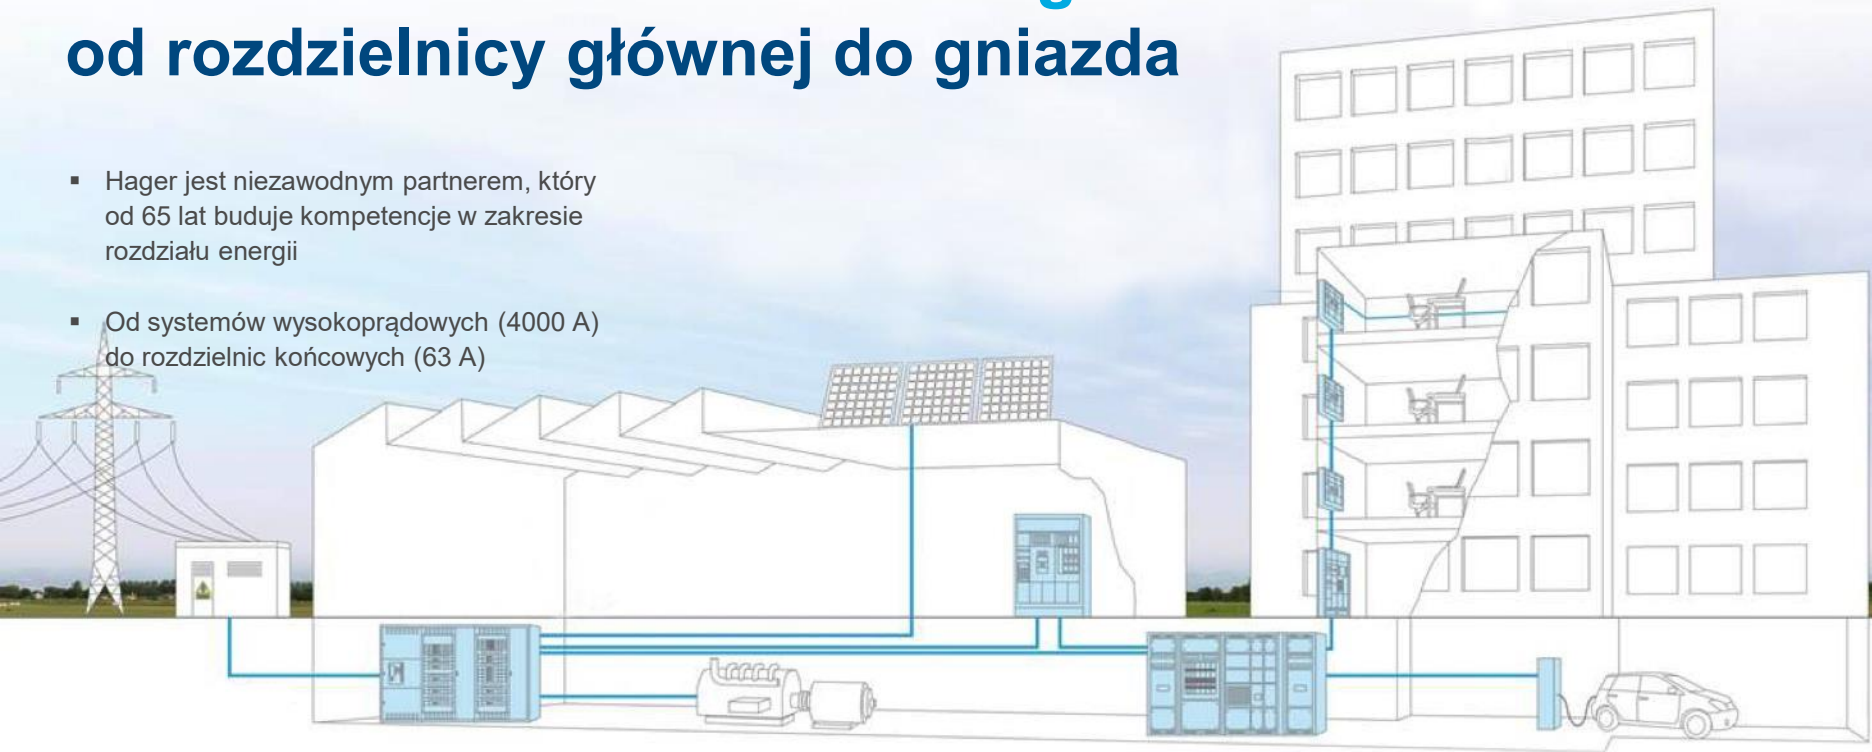 od rozdzielnicy głównej do gniazda
▪ Hager jest niezawodnym partnerem, który
od 65 lat buduje kompetencje w zakresie
rozdziału energii
▪ Od systemów wysokoprądowych (4000 A)
do rozdzielnic końcowych (63 A)